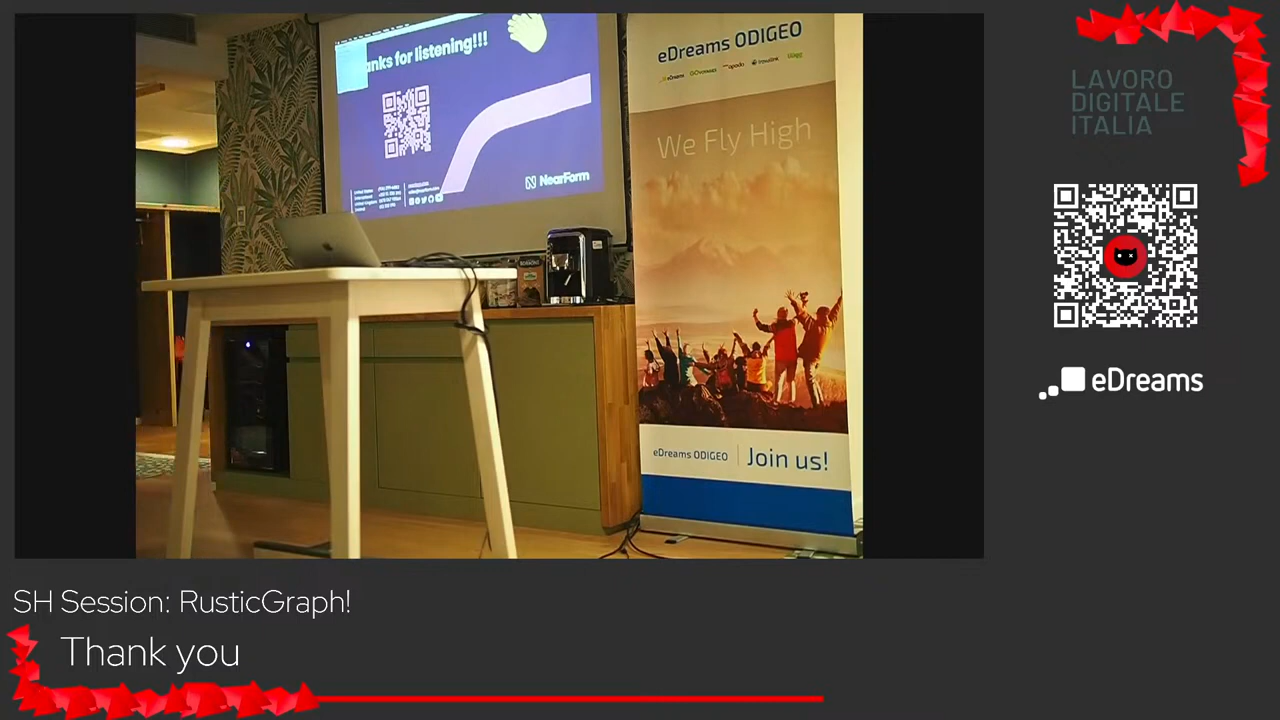 anks for listening!!!
NearForm
eDreams ODIGEO
We Fly High
eDreams ODIGEO
Join us!
LAVORO
DIGITALE
ITALIA
eDreams
SH Session: RusticGraph!
Thank you